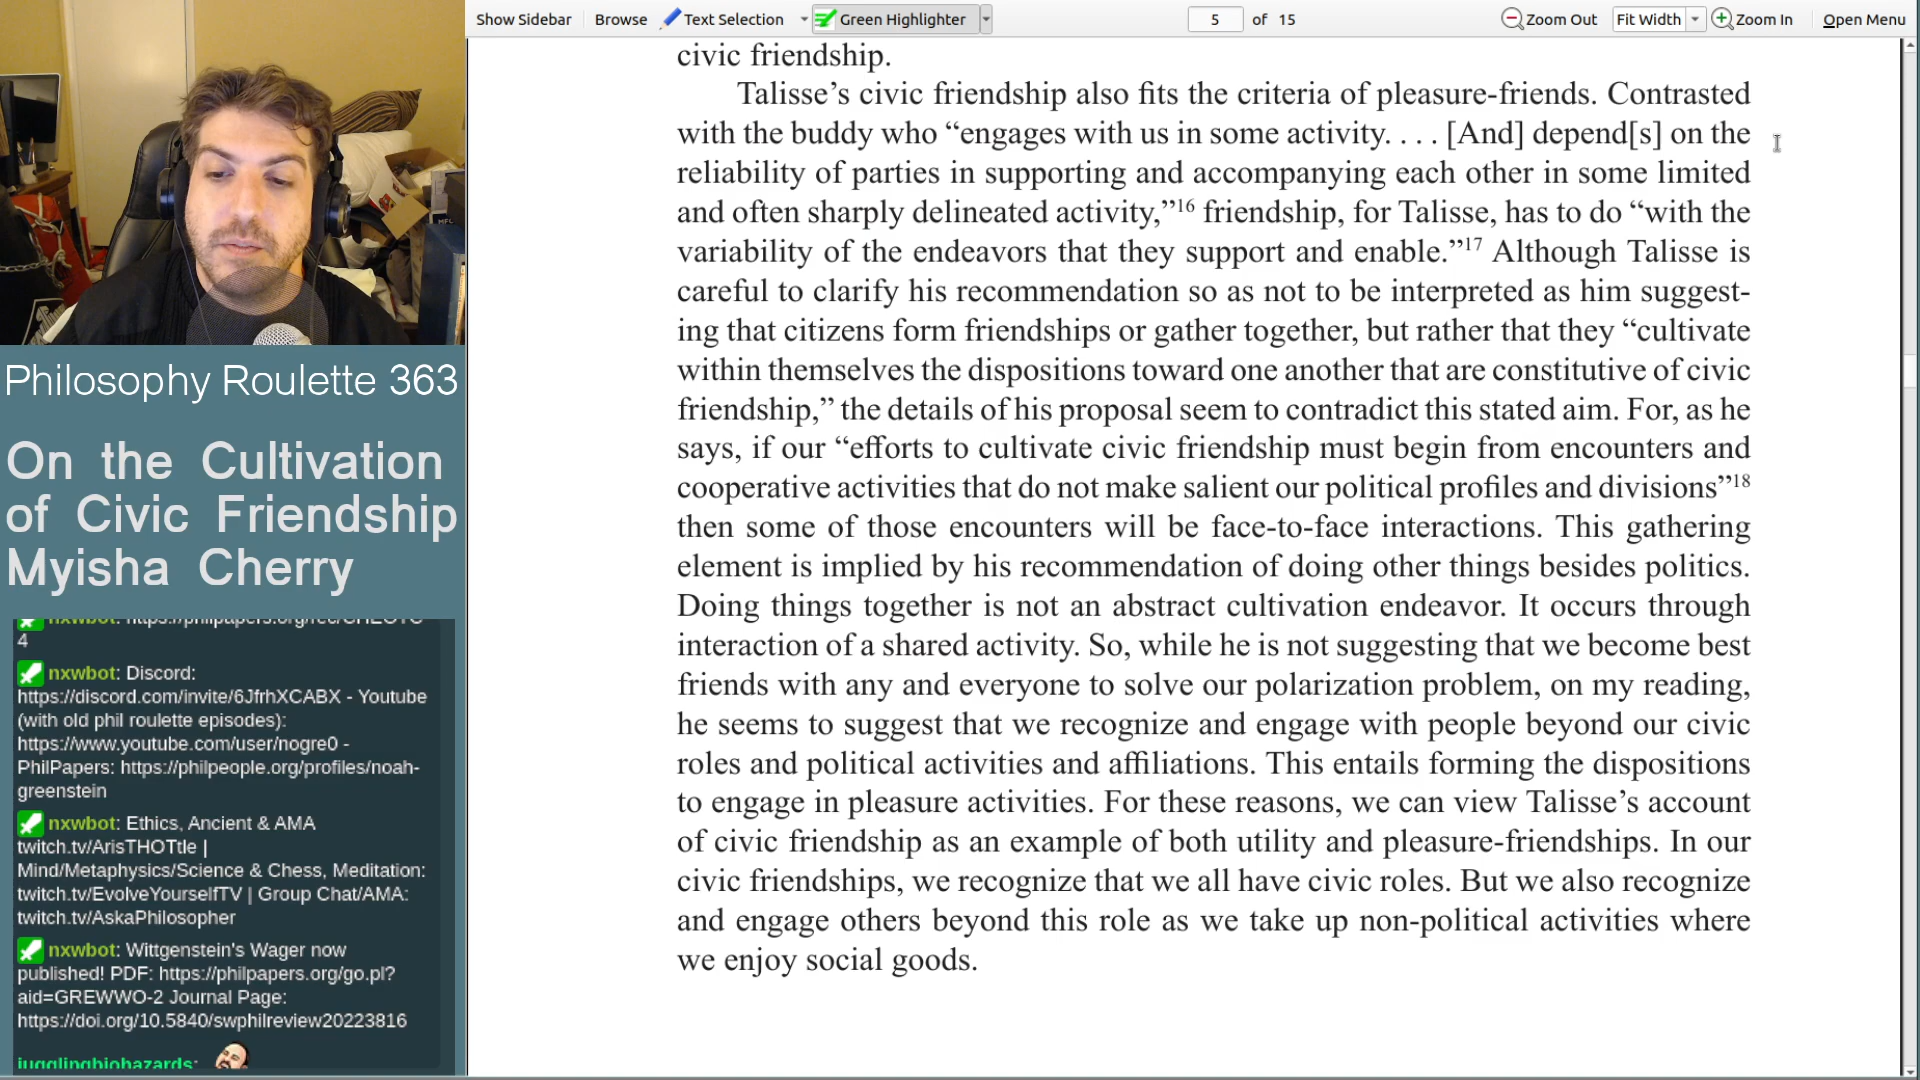 Show Sidebar
Browse
Text Selection
Green Highlighter
5
of 15
Zoom Out
Fit Width
Zoom In
Open Menu
civic friendship.
Talisse’s civic friendship also fits the criteria of pleasure-friends. Contrasted
with the buddy who “engages with us in some activity. . . . [And] depend[s] on the
reliability of parties in supporting and accompanying each other in some limited
and often sharply delineated activity,”16 friendship, for Talisse, has to do “with the
variability of the endeavors that they support and enable.”17 Although Talisse is
careful to clarify his recommendation so as not to be interpreted as him suggest-
ing that citizens form friendships or gather together, but rather that they “cultivate
within themselves the dispositions toward one another that are constitutive of civic
friendship,” the details of his proposal seem to contradict this stated aim. For, as he
says, if our “efforts to cultivate civic friendship must begin from encounters and
cooperative activities that do not make salient our political profiles and divisions”18
then some of those encounters will be face-to-face interactions. This gathering
element is implied by his recommendation of doing other things besides politics.
Doing things together is not an abstract cultivation endeavor. It occurs through
interaction of a shared activity. So, while he is not suggesting that we become best
friends with any and everyone to solve our polarization problem, on my reading,
he seems to suggest that we recognize and engage with people beyond our civic
roles and political activities and affiliations. This entails forming the dispositions
to engage in pleasure activities. For these reasons, we can view Talisse’s account
of civic friendship as an example of both utility and pleasure-friendships. In our
civic friendships, we recognize that we all have civic roles. But we also recognize
and engage others beyond this role as we take up non-political activities where
we enjoy social goods.
Philosophy Roulette 363
On the Cultivation
of Civic Friendship
Myisha Cherry
nxwbot:
4
nxwbot: Discord:
https://discord.com/invite/6JfrhXCABX - Youtube
(with old phil roulette episodes):
https://www.youtube.com/user/nogre0 -
PhilPapers: https://philpeople.org/profiles/noah-
greenstein
nxwbot: Ethics, Ancient & AMA
twitch.tv/ArisTHOTtle |
Mind/Metaphysics/Science & Chess, Meditation:
twitch.tv/EvolveYourselfTV | Group Chat/AMA:
twitch.tv/AskaPhilosopher
nxwbot: Wittgenstein's Wager now
published! PDF: https://philpapers.org/go.pl?
aid=GREWWO-2 Journal Page:
https://doi.org/10.5840/swphilreview20223816
jugglingbiohazards: